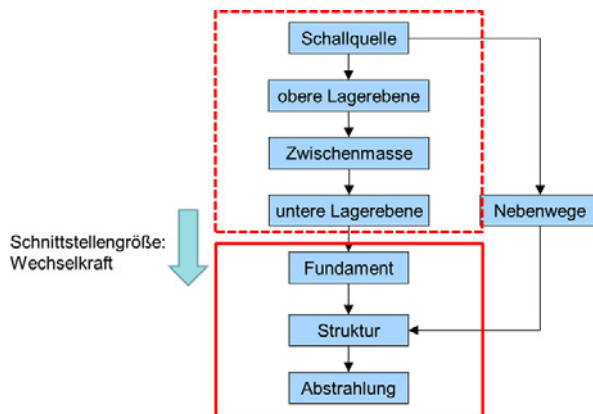 Schallquelle
obere Lagerebene
Zwischenmasse
untere Lagerebene
Nebenwege
Schnittstellengröße:
Wechselkraft
Fundament
Struktur
Abstrahlung